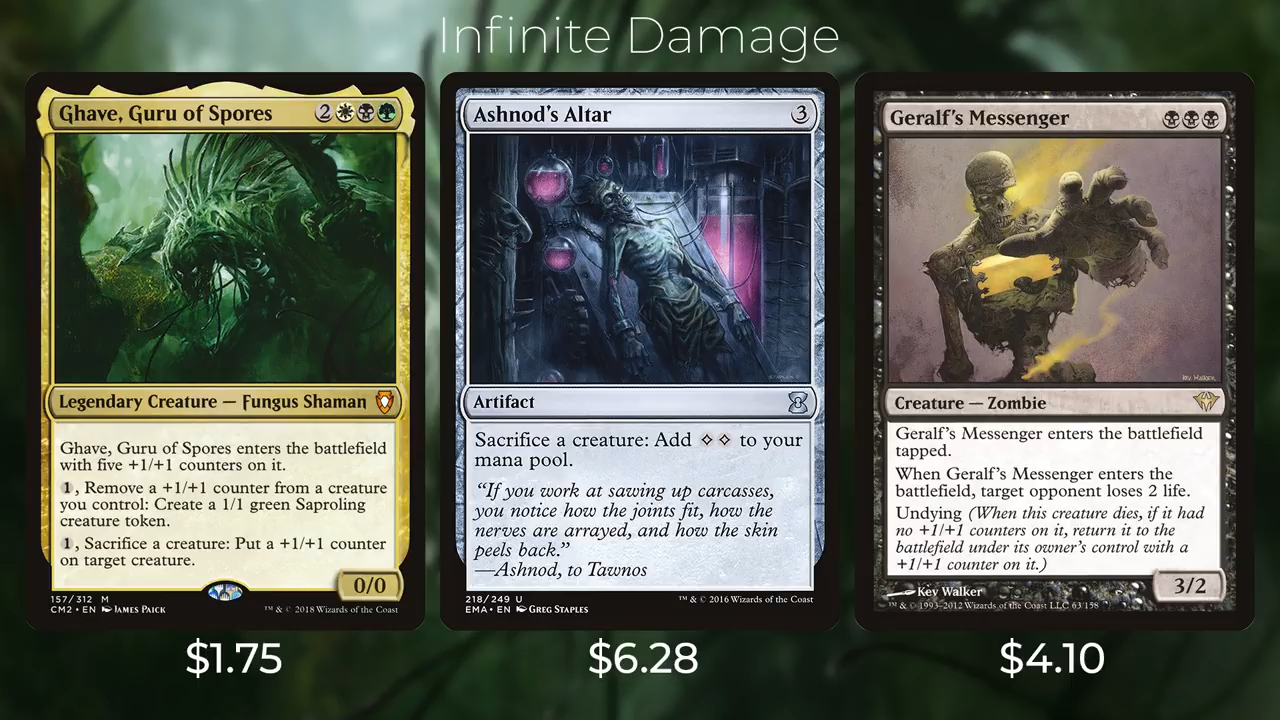 Infinite Damage
Ghave, Guru of Spores 2
Legendary Creature — Fungus Shaman
Ghave, Guru of Spores enters the battlefield
with five +1/+1 counters on it.
1, Remove a +1/+1 counter from a creature
you control: Create a 1/1 green Saproling
creature token.
1, Sacrifice a creature: Put a +1/+1 counter
on target creature.
0/0
157/312 M
CM2 • EN James Paick
™ & © 2018 Wizards of the Coast
$1.75
Ashnod's Altar 3
Artifact
Sacrifice a creature: Add to your
mana pool.
“If you work at sawing up carcasses,
you notice how the joints fit, how the
nerves are arrayed, and how the skin
peels back.”
—Ashnod, to Tawnos
218/249 U
EMA • EN Greg Staples
™ & © 2016 Wizards of the Coast
$6.28
Geralf's Messenger
Kev Walker
Creature — Zombie
Geralf's Messenger enters the battlefield
tapped.
When Geralf's Messenger enters the
battlefield, target opponent loses 2 life.
Undying (When this creature dies, if it had
no +1/+1 counters on it, return it to the
battlefield under its owner's control with a
+1/+1 counter on it.)
3/2
Kev Walker
™ & © 1993–2012 Wizards of the Coast LLC 63/158
$4.10